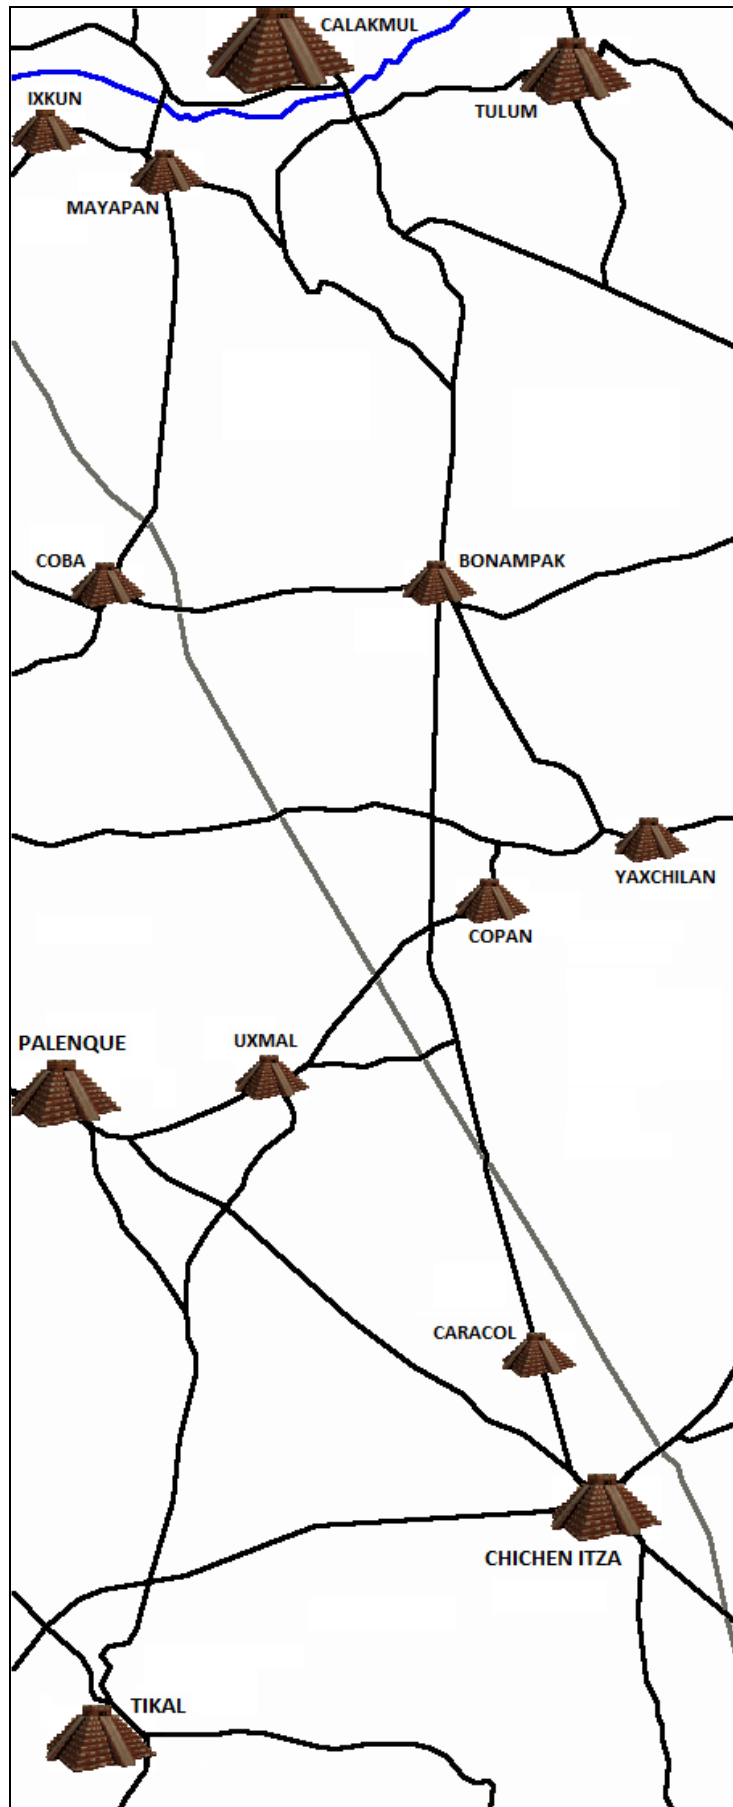 CALAKMUL
IXKUN
TULUM
MAYAPAN
COBA
BONAMPAK
YAXCHILAN
COPAN
PALENQUE
UXMAL
CARACOL
CHICHEN ITZA
TIKAL